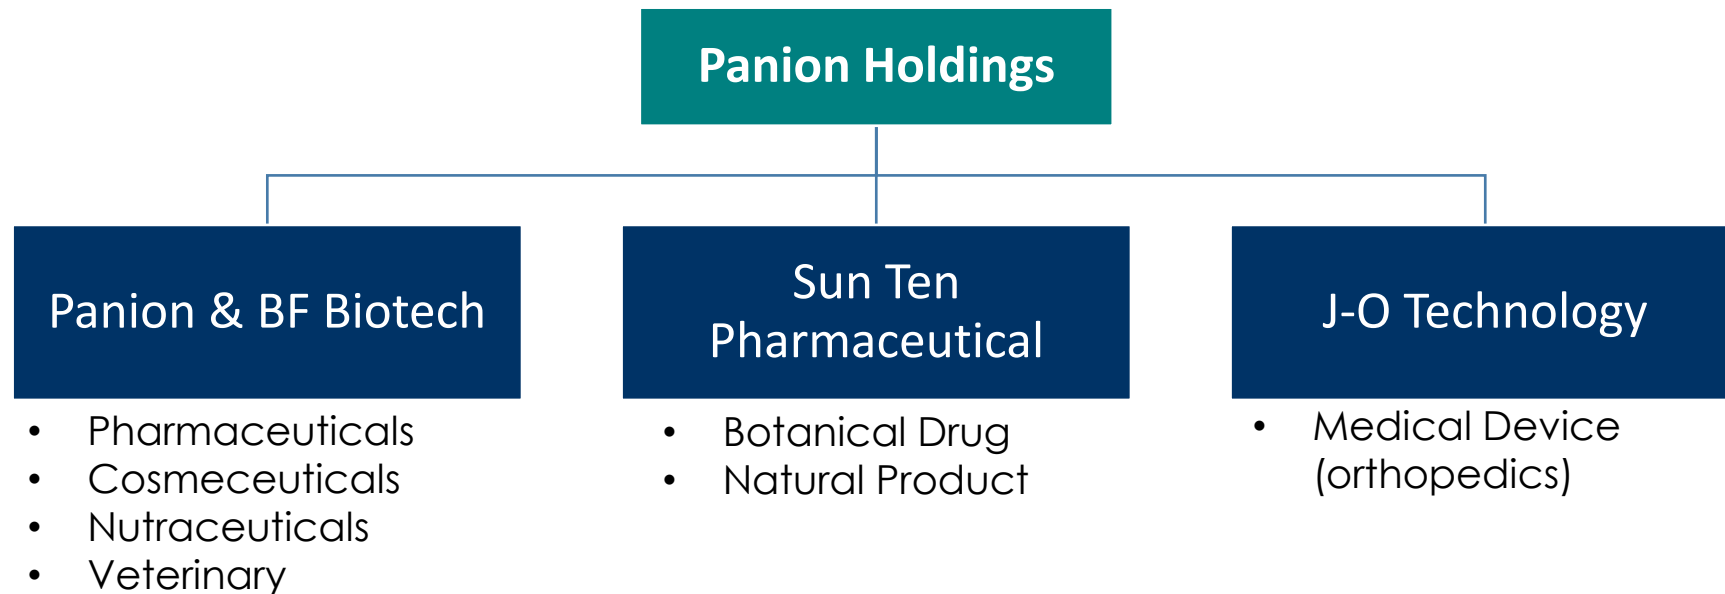 Panion Holdings
Panion & BF Biotech
Sun Ten
Pharmaceutical
J-O Technology
• Pharmaceuticals
• Cosmeceuticals
• Nutraceuticals
• Veterinary
• Botanical Drug
• Natural Product
• Medical Device
(orthopedics)